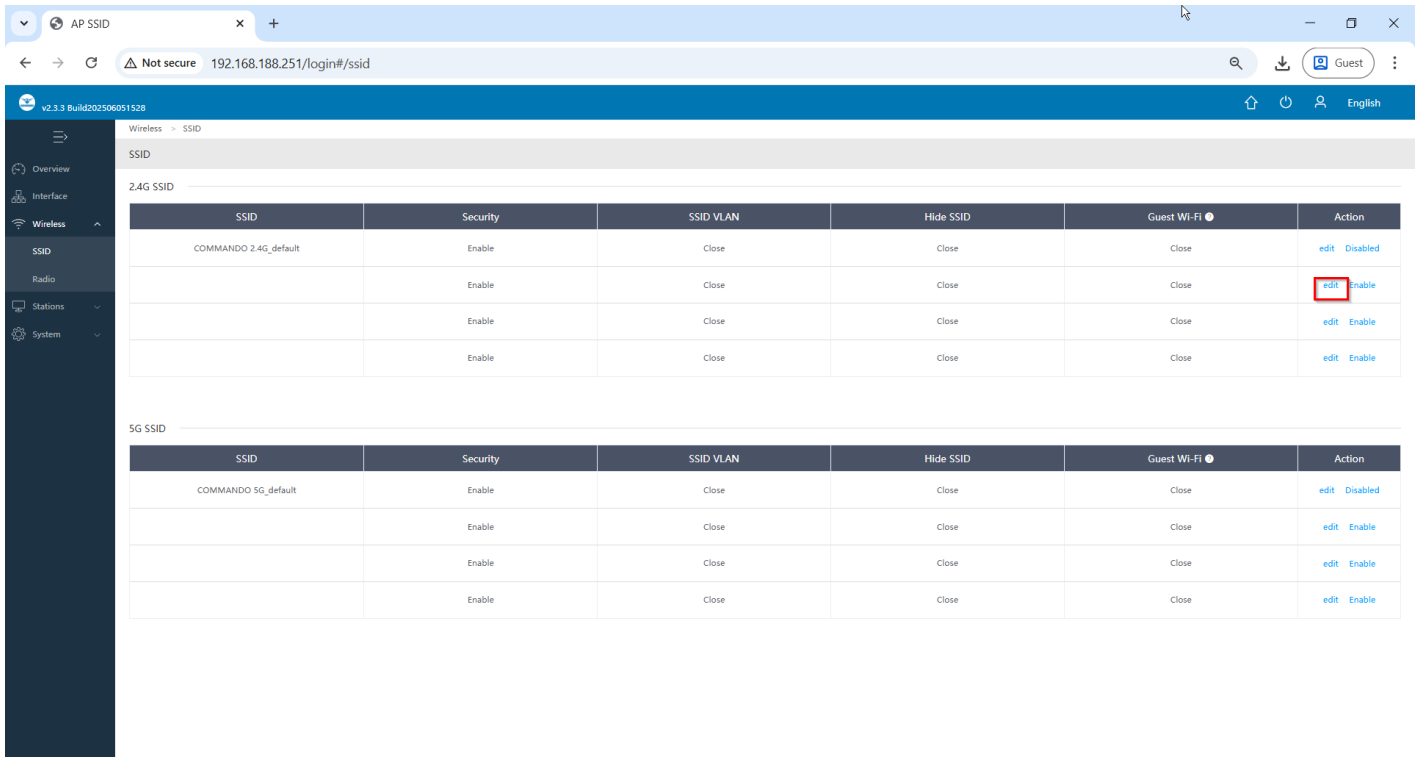 AP SSID
Not secure 192.168.188.251/login#/ssid Guest
v2.3.3 Build202506051528 English
Wireless > SSID
SSID
Overview
Interface
Wireless
SSID
Radio
Stations
System
2.4G SSID
SSID Security SSID VLAN Hide SSID Guest Wi-Fi ? Action
COMMANDO 2.4G_default Enable Close Close Close edit Disabled
Enable Close Close Close edit Enable
Enable Close Close Close edit Enable
Enable Close Close Close edit Enable
5G SSID
SSID Security SSID VLAN Hide SSID Guest Wi-Fi ? Action
COMMANDO 5G_default Enable Close Close Close edit Disabled
Enable Close Close Close edit Enable
Enable Close Close Close edit Enable
Enable Close Close Close edit Enable